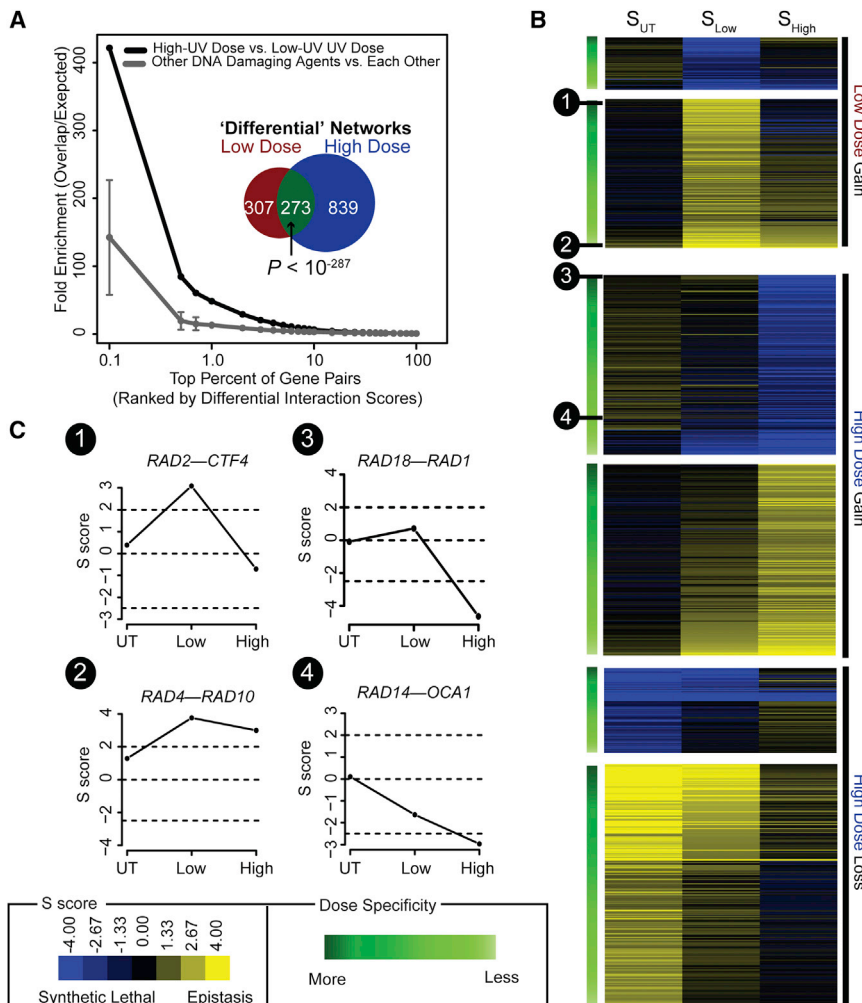 A
High-UV Dose vs. Low-UV UV Dose
Other DNA Damaging Agents vs. Each Other
Fold Enrichment (Overlap/Exepcted)
400
300
200
100
0
'Differential' Networks
Low Dose High Dose
307 273 839
P < 10-287
0.1 1.0 10 100
Top Percent of Gene Pairs
(Ranked by Differential Interaction Scores)
B
SUT SLow SHigh
1
2
3
4
Low Dose Gain
High Dose Gain
High Dose Loss
C
1
RAD2—CTF4
S score
3
2
1
0
-1
-2
-3
UT Low High
3
RAD18—RAD1
S score
4
2
0
-2
-4
UT Low High
2
RAD4—RAD10
S score
4
2
0
-2
-4
UT Low High
4
RAD14—OCA1
S score
3
2
1
0
-1
-2
-3
UT Low High
S score
-4.00 -2.67 -1.33 0.00 1.33 2.67 4.00
Synthetic Lethal Epistasis
Dose Specificity
More Less